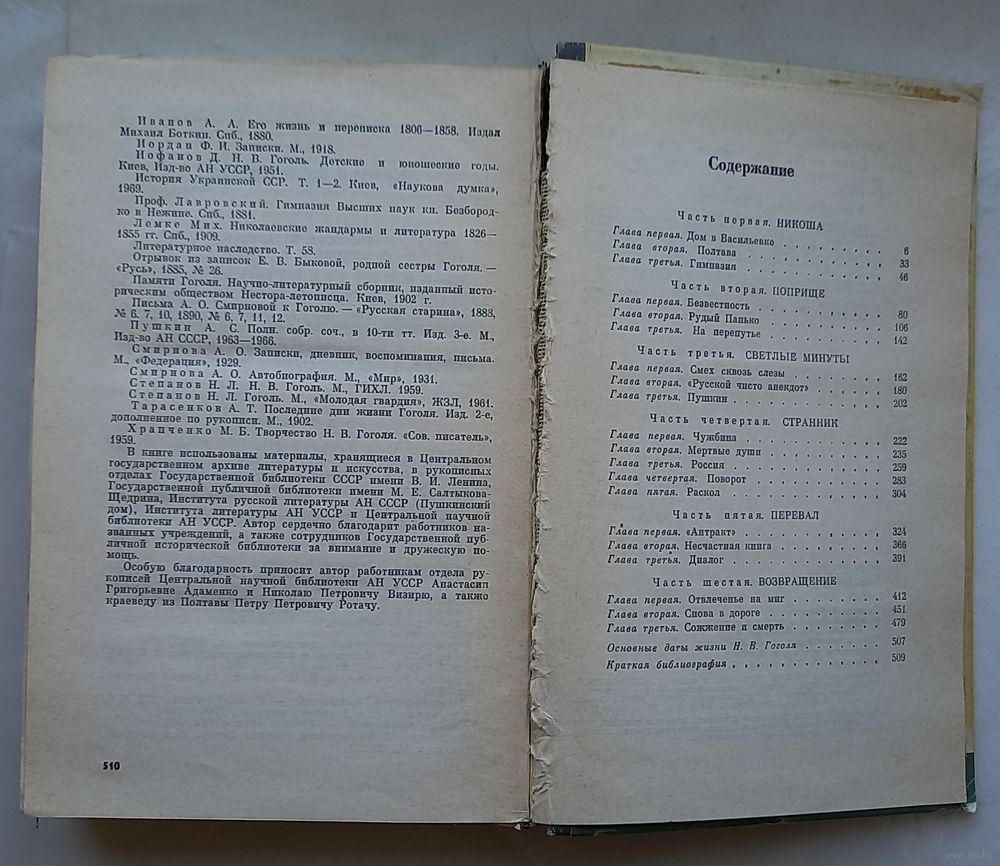 Иванов А. А. Его жизнь и переписка 1806—1858. Издал
Михаил Боткин. Спб., 1880.
Иордан Ф. И. Записки. М., 1918.
Иофанов Д. Н. В. Гоголь. Детские и юношеские годы.
Киев, Изд-во АН УССР, 1951.
История Украинской ССР. Т. 1—2. Киев, «Наукова думка»,
1969.
Проф. Лавровский. Гимназия Высших наук кн. Безбород-
ко в Нежине. Спб., 1881.
Лемке Мих. Николаевские жандармы и литература 1826—
1855 гг. Спб., 1909.
Литературное наследство. Т. 58.
Отрывок из записок Е. В. Быковой, родной сестры Гоголя. —
«Русь», 1885, № 26.
Памяти Гоголя. Научно-литературный сборник, изданный исто-
рическим обществом Нестора-летописца. Киев, 1902 г.
Письма А. О. Смирновой к Гоголю. — «Русская старина», 1888,
№ 6, 7, 10, 1890, № 6, 7, 11, 12.
Пушкин А. С. Полн. собр. соч., в 10-ти тт. Изд. 3-е. М.,
Изд-во АН СССР, 1963—1966.
Смирнова А. О. Записки, дневник, воспоминания, письма.
М., «Федерация», 1929.
Смирнова А. О. Автобиография. М., «Мир», 1931.
Степанов Н. Л. Н. В. Гоголь. М., ГИХЛ, 1959.
Степанов Н. Л. Гоголь. М., «Молодая гвардия», ЖЗЛ, 1961.
Тарасенков А. Т. Последние дни жизни Гоголя. Изд. 2-е,
дополненное по рукописи. М., 1902.
Храпченко М. Б. Творчество Н. В. Гоголя. «Сов. писатель»,
1959.
В книге использованы материалы, хранящиеся в Центральном
государственном архиве литературы и искусства, в рукописных
отделах Государственной библиотеки СССР имени В. И. Ленина,
Государственной публичной библиотеки имени М. Е. Салтыкова-
Щедрина, Института русской литературы АН СССР (Пушкинский
дом), Института литературы АН УССР и Центральной научной
библиотеки АН УССР. Автор сердечно благодарит работников на-
званных учреждений, а также сотрудников Государственной пуб-
личной исторической библиотеки за внимание и дружескую по-
мощь.
Особую благодарность приносит автор работникам отдела ру-
кописей Центральной научной библиотеки АН УССР Анастасии
Григорьевне Адаменко и Николаю Петровичу Визирю, а также
краеведу из Полтавы Петру Петровичу Ротачу.
510
Содержание
Часть первая. НИКОША
Глава первая. Дом в Васильевке . . . . . . . . 6
Глава вторая. Полтава . . . . . . . . . . 33
Глава третья. Гимназия . . . . . . . . . . 46
Часть вторая. ПОПРИЩЕ
Глава первая. Безвестность . . . . . . . . . 80
Глава вторая. Рудый Панько . . . . . . . . . 106
Глава третья. На перепутье . . . . . . . . . 142
Часть третья. СВЕТЛЫЕ МИНУТЫ
Глава первая. Смех сквозь слезы . . . . . . . 162
Глава вторая. «Русской чисто анекдот» . . . . . . 180
Глава третья. Пушкин . . . . . . . . . . . 202
Часть четвертая. СТРАННИК
Глава первая. Чужбина . . . . . . . . . . 222
Глава вторая. Мертвые души . . . . . . . . . 235
Глава третья. Россия . . . . . . . . . . . 259
Глава четвертая. Поворот . . . . . . . . . . 283
Глава пятая. Раскол . . . . . . . . . . . 304
Часть пятая. ПЕРЕВАЛ
Глава первая. «Антракт» . . . . . . . . . . 324
Глава вторая. Несчастная книга . . . . . . . . 366
Глава третья. Диалог . . . . . . . . . . . 391
Часть шестая. ВОЗВРАЩЕНИЕ
Глава первая. Отвлеченье на миг . . . . . . . . 412
Глава вторая. Снова в дороге . . . . . . . . . 451
Глава третья. Сожжение и смерть . . . . . . . . 479
Основные даты жизни Н. В. Гоголя . . . . . . . 507
Краткая библиография . . . . . . . . . . . 509
www.ay.by